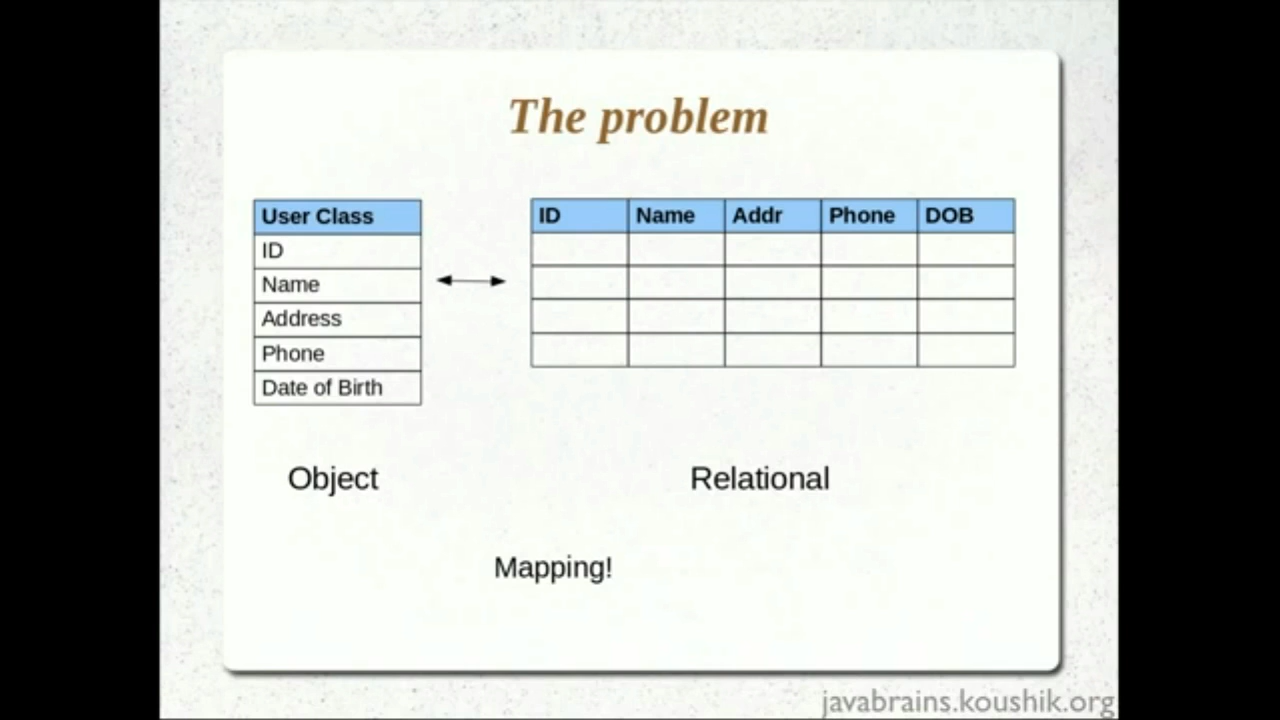 The problem
User Class
ID
Name
Address
Phone
Date of Birth
ID Name Addr Phone DOB
Object
Relational
Mapping!
javabrains.koushik.org